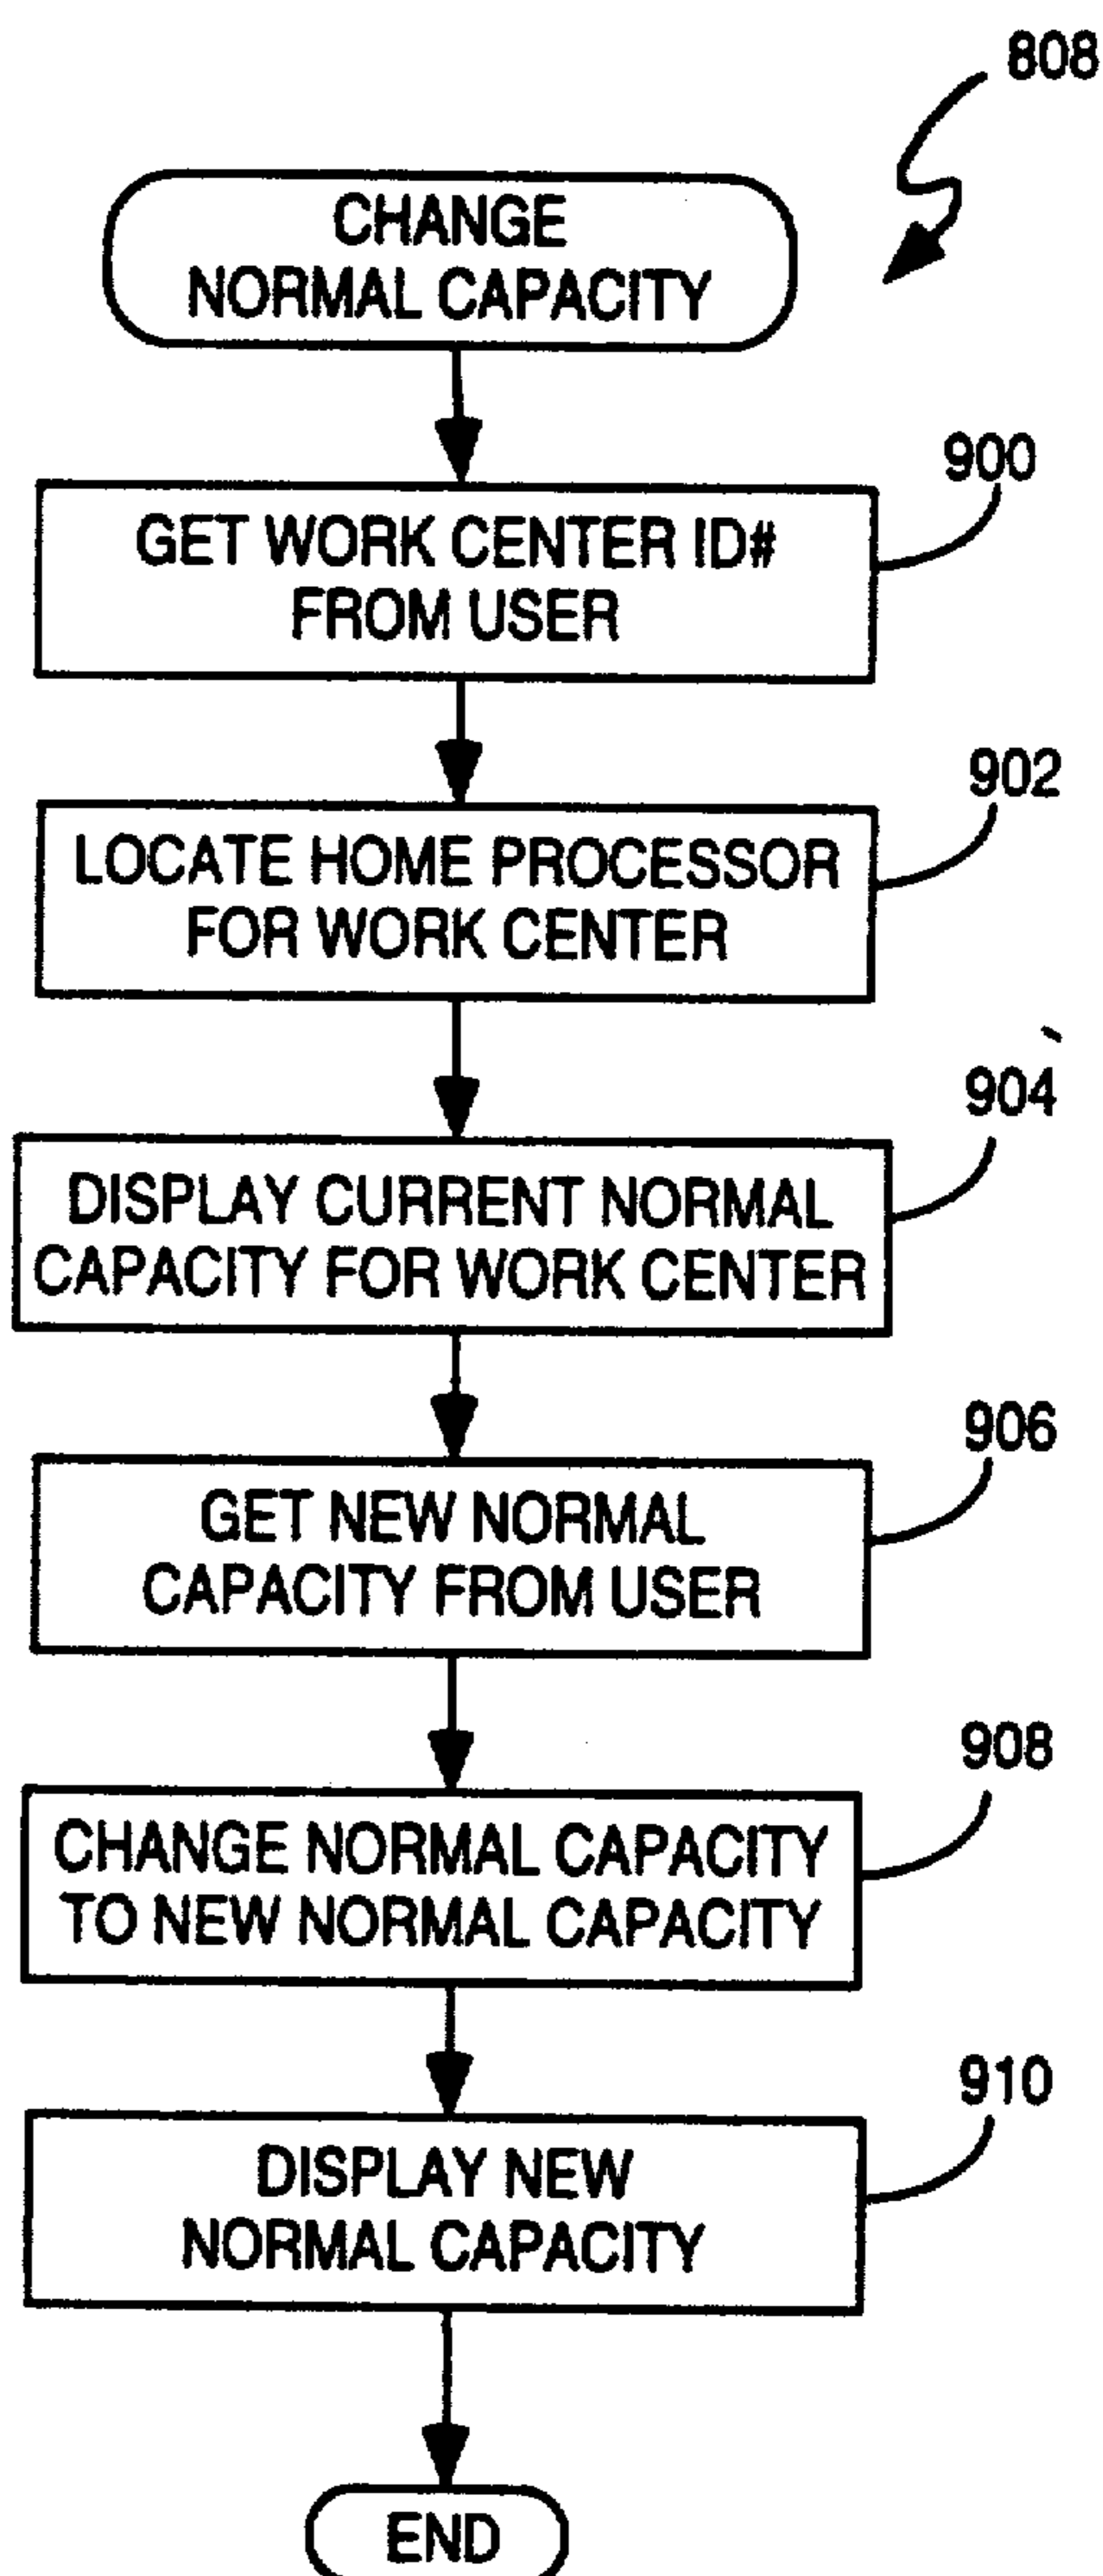 808
CHANGE
NORMAL CAPACITY
900
GET WORK CENTER ID#
FROM USER
902
LOCATE HOME PROCESSOR
FOR WORK CENTER
904
DISPLAY CURRENT NORMAL
CAPACITY FOR WORK CENTER
906
GET NEW NORMAL
CAPACITY FROM USER
908
CHANGE NORMAL CAPACITY
TO NEW NORMAL CAPACITY
910
DISPLAY NEW
NORMAL CAPACITY
END